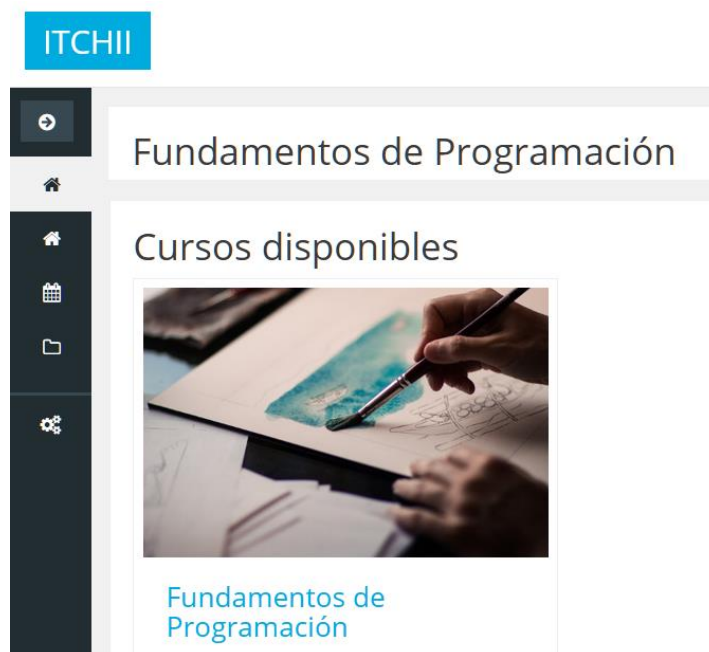 ITCHII
Fundamentos de Programación
Cursos disponibles
Fundamentos de
Programación